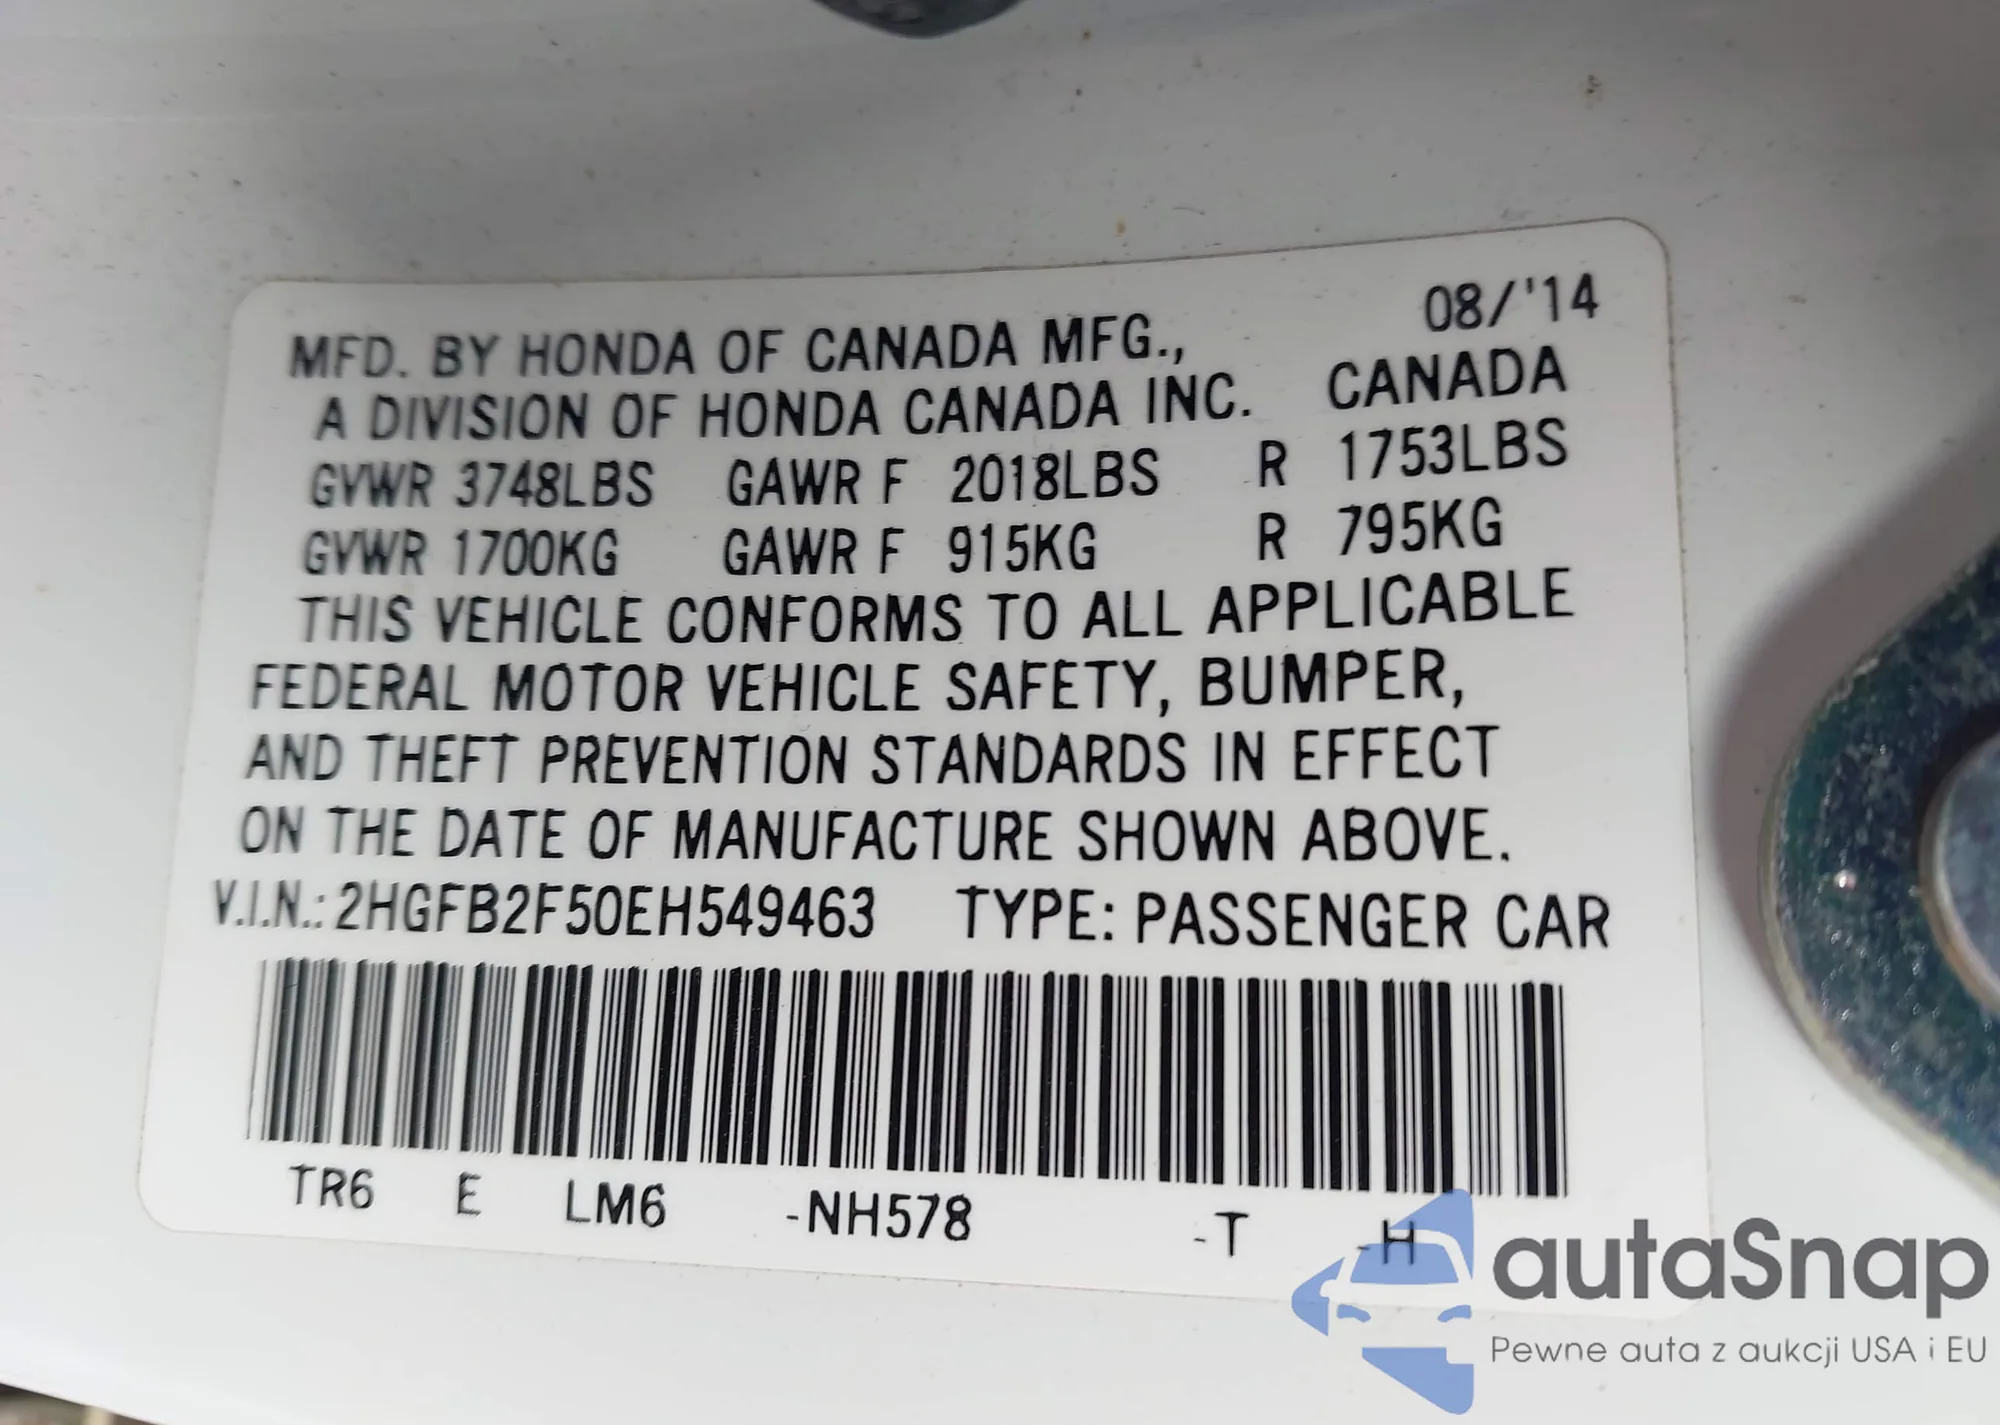 08/'14
MFD. BY HONDA OF CANADA MFG.,
A DIVISION OF HONDA CANADA INC. CANADA
GVWR 3748LBS GAWR F 2018LBS R 1753LBS
GVWR 1700KG GAWR F 915KG R 795KG
THIS VEHICLE CONFORMS TO ALL APPLICABLE
FEDERAL MOTOR VEHICLE SAFETY, BUMPER,
AND THEFT PREVENTION STANDARDS IN EFFECT
ON THE DATE OF MANUFACTURE SHOWN ABOVE.
V.I.N.: 2HGFB2F50EH549463 TYPE: PASSENGER CAR
TR6 E LM6 -NH578 -T -H
autaSnap
Pewne auta z aukcji USA i EU